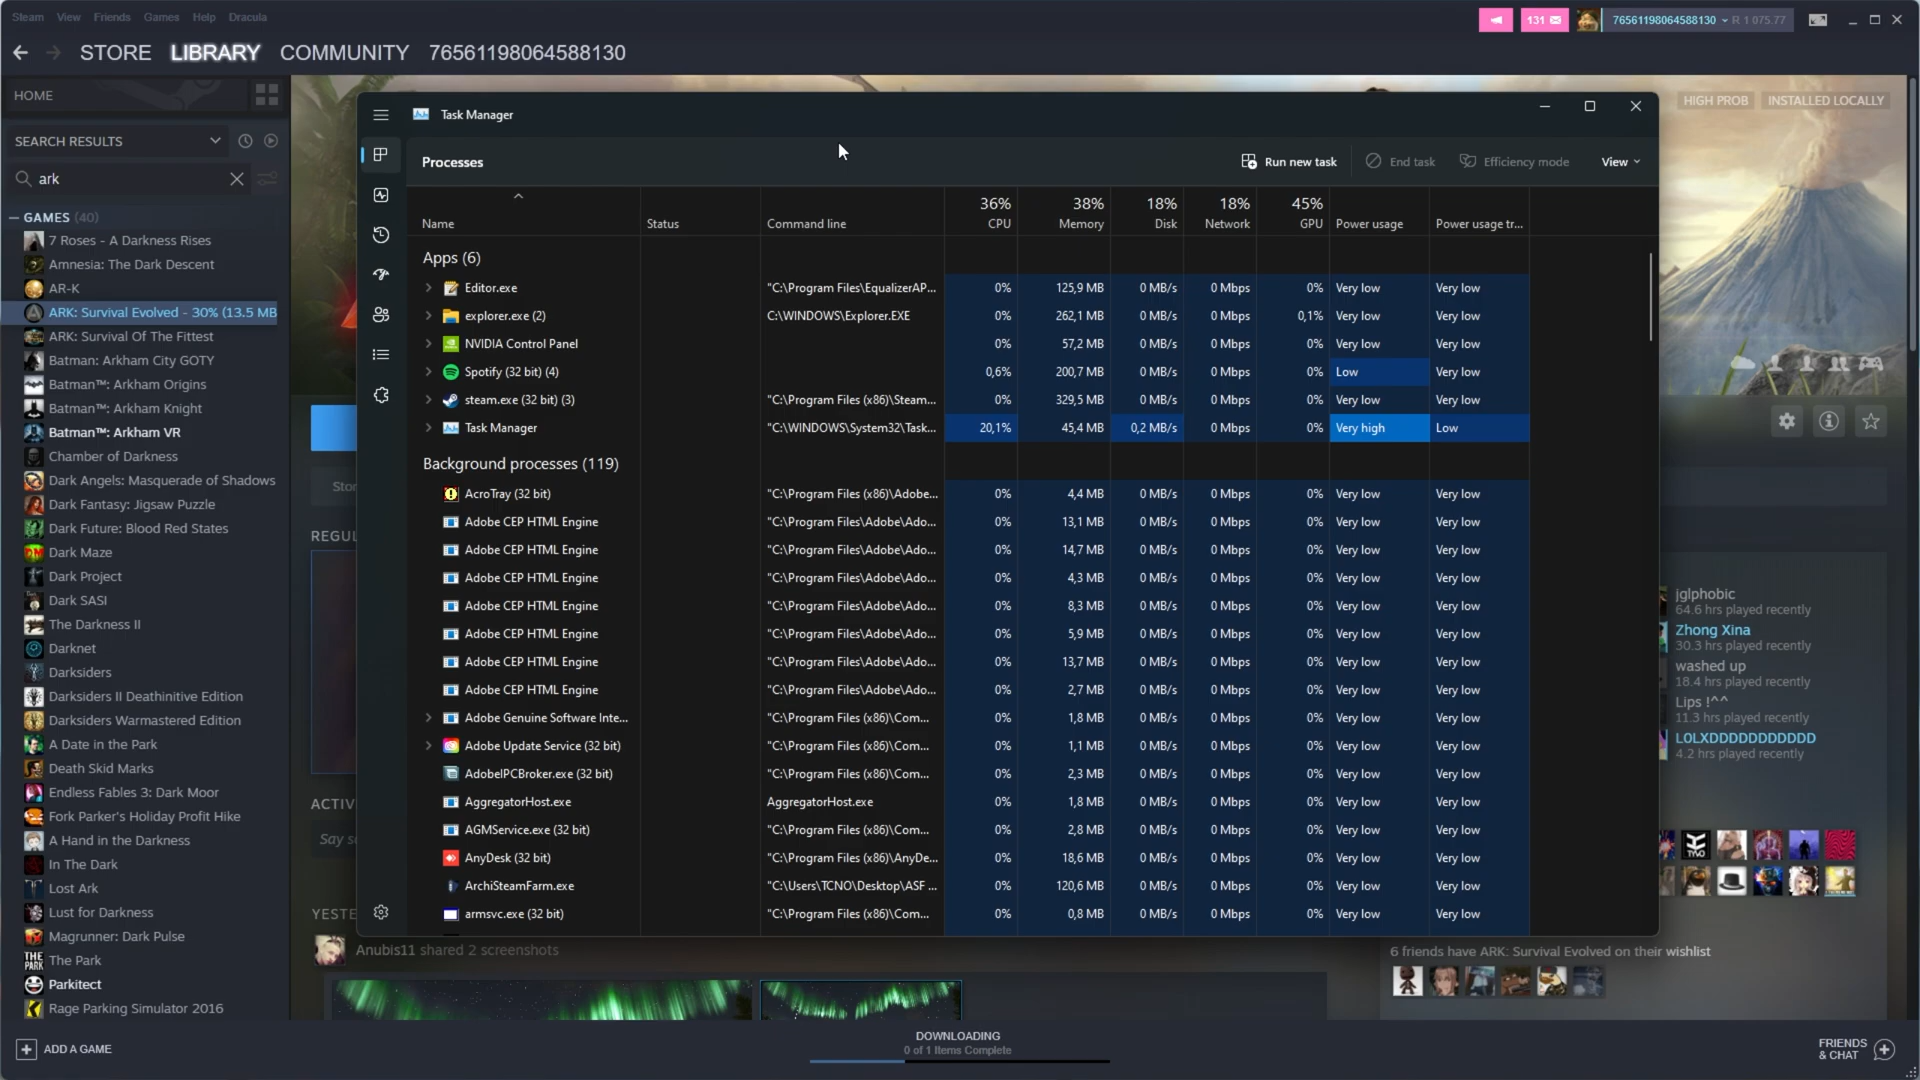 Steam View Friends Games Help Dracula
131
76561198064588130 R 1 075.77
STORE LIBRARY COMMUNITY 76561198064588130
HOME
SEARCH RESULTS
ark
GAMES (40)
7 Roses - A Darkness Rises
Amnesia: The Dark Descent
AR-K
ARK: Survival Evolved - 30% (13.5 MB
ARK: Survival Of The Fittest
Batman: Arkham City GOTY
Batman™: Arkham Origins
Batman™: Arkham Knight
Batman™: Arkham VR
Chamber of Darkness
Dark Angels: Masquerade of Shadows
Dark Fantasy: Jigsaw Puzzle
Dark Future: Blood Red States
Dark Maze
Dark Project
Dark SASI
The Darkness II
Darknet
Darksiders
Darksiders II Deathinitive Edition
Darksiders Warmastered Edition
A Date in the Park
Death Skid Marks
Endless Fables 3: Dark Moor
Fork Parker's Holiday Profit Hike
A Hand in the Darkness
In The Dark
Lost Ark
Lust for Darkness
Magrunner: Dark Pulse
The Park
Parkitect
Rage Parking Simulator 2016
ADD A GAME
HIGH PROB INSTALLED LOCALLY
Task Manager
Processes
Run new task End task Efficiency mode View
36% 38% 18% 18% 45%
Name Status Command line CPU Memory Disk Network GPU Power usage Power usage tr...
Apps (6)
Editor.exe "C:\Program Files\EqualizerAP... 0% 125,9 MB 0 MB/s 0 Mbps 0% Very low Very low
explorer.exe (2) C:\WINDOWS\Explorer.EXE 0% 262,1 MB 0 MB/s 0 Mbps 0,1% Very low Very low
NVIDIA Control Panel 0% 57,2 MB 0 MB/s 0 Mbps 0% Very low Very low
Spotify (32 bit) (4) 0,6% 200,7 MB 0 MB/s 0 Mbps 0% Low Very low
steam.exe (32 bit) (3) "C:\Program Files (x86)\Steam... 0% 329,5 MB 0 MB/s 0 Mbps 0% Very low Very low
Task Manager "C:\WINDOWS\System32\Task... 20,1% 45,4 MB 0,2 MB/s 0 Mbps 0% Very high Low
Background processes (119)
AcroTray (32 bit) "C:\Program Files (x86)\Adobe... 0% 4,4 MB 0 MB/s 0 Mbps 0% Very low Very low
Adobe CEP HTML Engine "C:\Program Files\Adobe\Ado... 0% 13,1 MB 0 MB/s 0 Mbps 0% Very low Very low
Adobe CEP HTML Engine "C:\Program Files\Adobe\Ado... 0% 14,7 MB 0 MB/s 0 Mbps 0% Very low Very low
Adobe CEP HTML Engine "C:\Program Files\Adobe\Ado... 0% 4,3 MB 0 MB/s 0 Mbps 0% Very low Very low
Adobe CEP HTML Engine "C:\Program Files\Adobe\Ado... 0% 8,3 MB 0 MB/s 0 Mbps 0% Very low Very low
Adobe CEP HTML Engine "C:\Program Files\Adobe\Ado... 0% 5,9 MB 0 MB/s 0 Mbps 0% Very low Very low
Adobe CEP HTML Engine "C:\Program Files\Adobe\Ado... 0% 13,7 MB 0 MB/s 0 Mbps 0% Very low Very low
Adobe CEP HTML Engine "C:\Program Files\Adobe\Ado... 0% 2,7 MB 0 MB/s 0 Mbps 0% Very low Very low
Adobe Genuine Software Inte... "C:\Program Files (x86)\Com... 0% 1,8 MB 0 MB/s 0 Mbps 0% Very low Very low
Adobe Update Service (32 bit) "C:\Program Files (x86)\Com... 0% 1,1 MB 0 MB/s 0 Mbps 0% Very low Very low
AdobeIPCBroker.exe (32 bit) "C:\Program Files (x86)\Com... 0% 2,3 MB 0 MB/s 0 Mbps 0% Very low Very low
AggregatorHost.exe AggregatorHost.exe 0% 1,8 MB 0 MB/s 0 Mbps 0% Very low Very low
AGMService.exe (32 bit) "C:\Program Files (x86)\Com... 0% 2,8 MB 0 MB/s 0 Mbps 0% Very low Very low
AnyDesk (32 bit) "C:\Program Files (x86)\AnyDe... 0% 18,6 MB 0 MB/s 0 Mbps 0% Very low Very low
ArchiSteamFarm.exe "C:\Users\TCNO\Desktop\ASF ... 0% 120,6 MB 0 MB/s 0 Mbps 0% Very low Very low
armsvc.exe (32 bit) "C:\Program Files (x86)\Com... 0% 0,8 MB 0 MB/s 0 Mbps 0% Very low Very low
Stor
REGUL
ACTIV
Say s
YESTE
Anubis11 shared 2 screenshots
jglphobic
64.6 hrs played recently
Zhong Xina
30.3 hrs played recently
washed up
18.4 hrs played recently
Lips !^^
11.3 hrs played recently
LOLXDDDDDDDDDDD
4.2 hrs played recently
6 friends have ARK: Survival Evolved on their wishlist
DOWNLOADING
0 of 1 Items Complete
FRIENDS
& CHAT